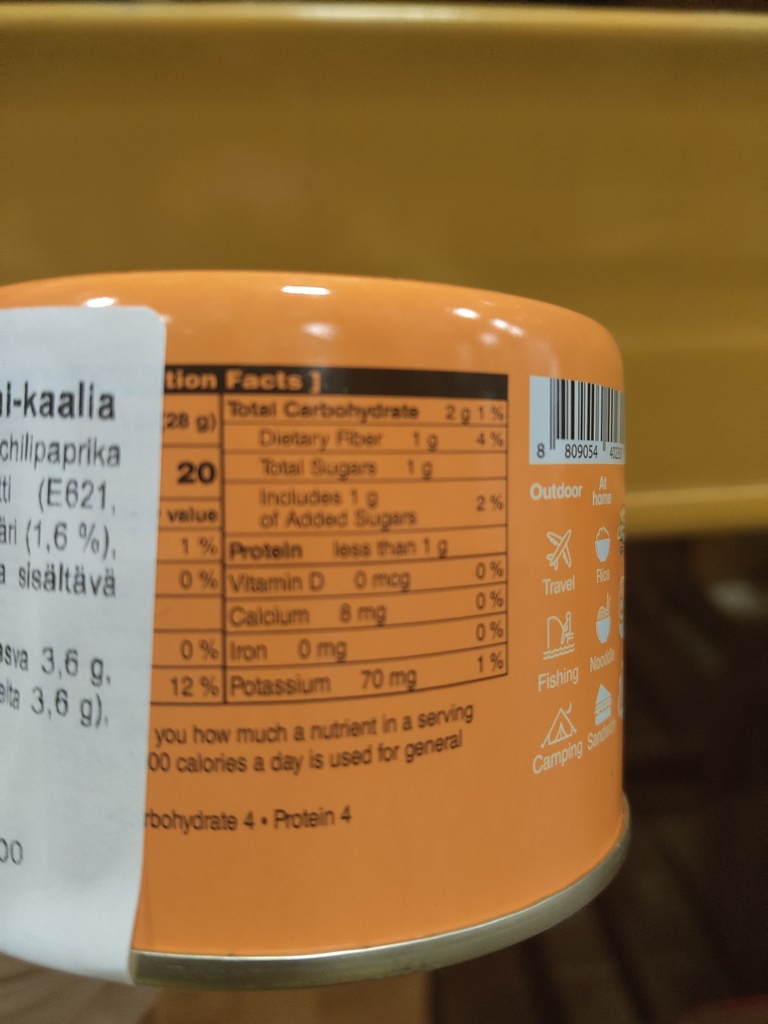 ni-kaalia
chilipaprika
(E621,
(1,6 %),
sisältävä
3,6 g,
3,6 g).
00
tion Facts ]
(28 g)
20
value
1 %
0 %
0 %
12 %
Total Carbohydrate 2 g 1 %
Dietary Fiber 1 g 4 %
Total Sugars 1 g
Includes 1 g
of Added Sugars 2 %
Protein less than 1 g
Vitamin D 0 mcg 0 %
Calcium 8 mg 0 %
Iron 0 mg 0 %
Potassium 70 mg 1 %
you how much a nutrient in a serving
00 calories a day is used for general
rbohydrate 4 • Protein 4
8 809054
Outdoor
At
home
Travel
Rice
Fishing
Noodle
Camping
Sandwich